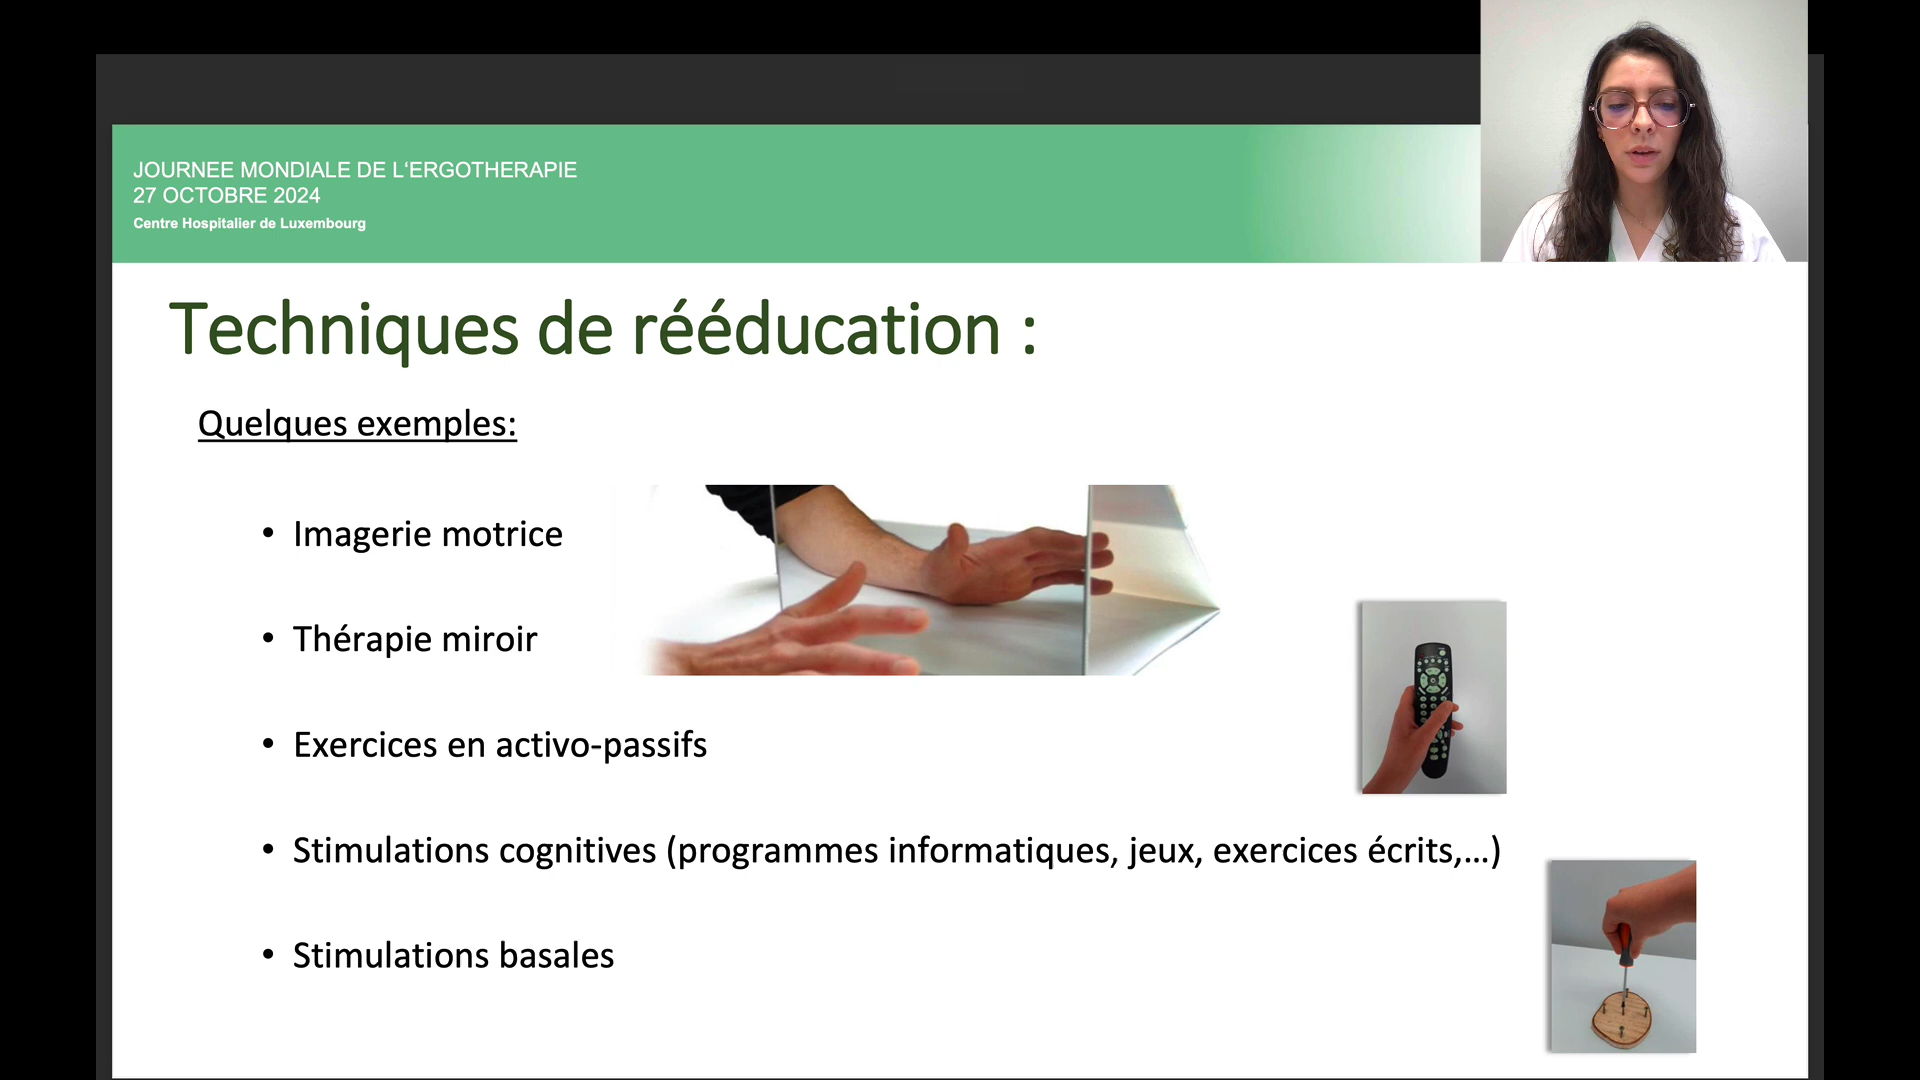 JOURNEE MONDIALE DE L‘ERGOTHERAPIE
27 OCTOBRE 2024
Centre Hospitalier de Luxembourg
Techniques de rééducation :
Quelques exemples:
• Imagerie motrice
• Thérapie miroir
• Exercices en activo-passifs
• Stimulations cognitives (programmes informatiques, jeux, exercices écrits,…)
• Stimulations basales